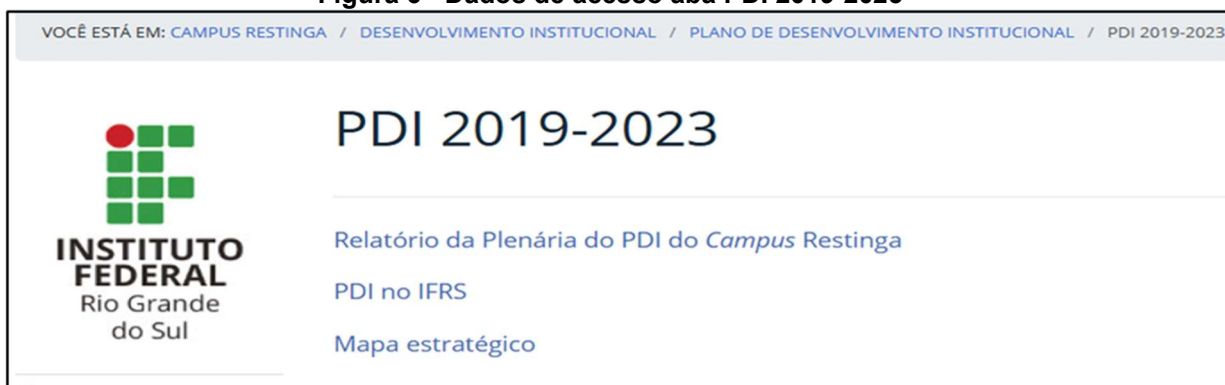 VOCÊ ESTÁ EM: CAMPUS RESTINGA / DESENVOLVIMENTO INSTITUCIONAL / PLANO DE DESENVOLVIMENTO INSTITUCIONAL / PDI 2019-2023
PDI 2019-2023
INSTITUTO
FEDERAL
Rio Grande
do Sul
Relatório da Plenária do PDI do Campus Restinga
PDI no IFRS
Mapa estratégico